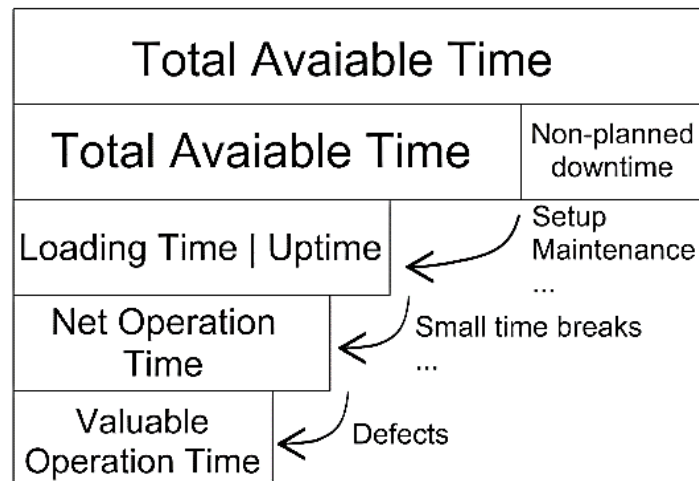 Total Avaiable Time
Total Avaiable Time
Non-planned
downtime
Loading Time | Uptime
Setup
Maintenance
...
Net Operation
Time
Small time breaks
...
Valuable
Operation Time
Defects